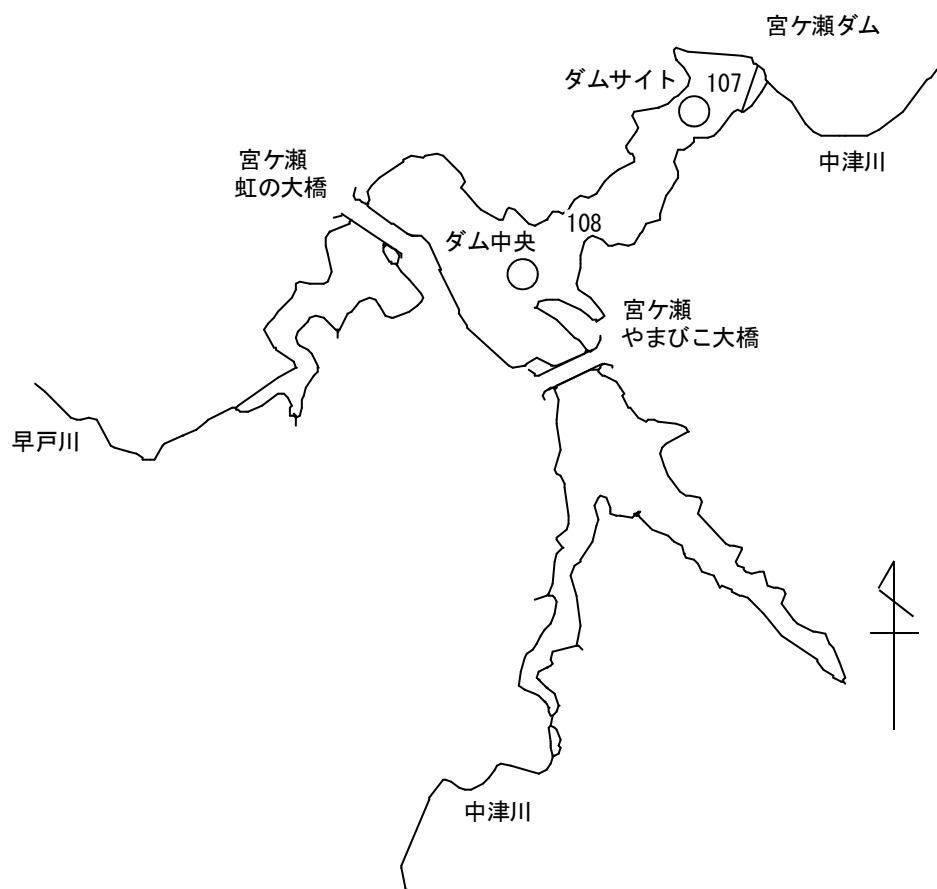 宮ケ瀬ダム
ダムサイト
107
中津川
宮ケ瀬
虹の大橋
108
ダム中央
宮ケ瀬
やまびこ大橋
早戸川
中津川